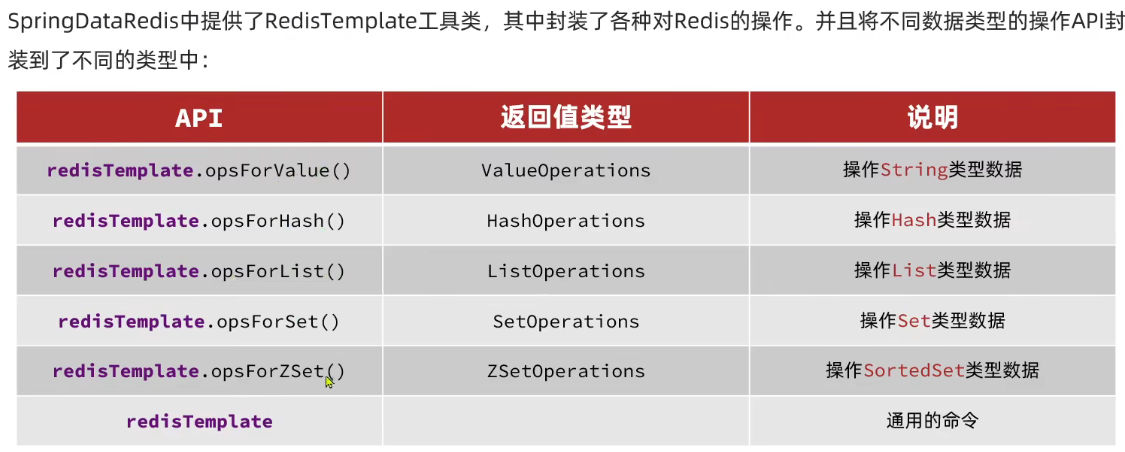 SpringDataRedis中提供了RedisTemplate工具类，其中封装了各种对Redis的操作。并且将不同数据类型的操作API封
装到了不同的类型中：
API 返回值类型 说明
redisTemplate.opsForValue() ValueOperations 操作String类型数据
redisTemplate.opsForHash() HashOperations 操作Hash类型数据
redisTemplate.opsForList() ListOperations 操作List类型数据
redisTemplate.opsForSet() SetOperations 操作Set类型数据
redisTemplate.opsForZSet() ZSetOperations 操作SortedSet类型数据
redisTemplate 通用的命令